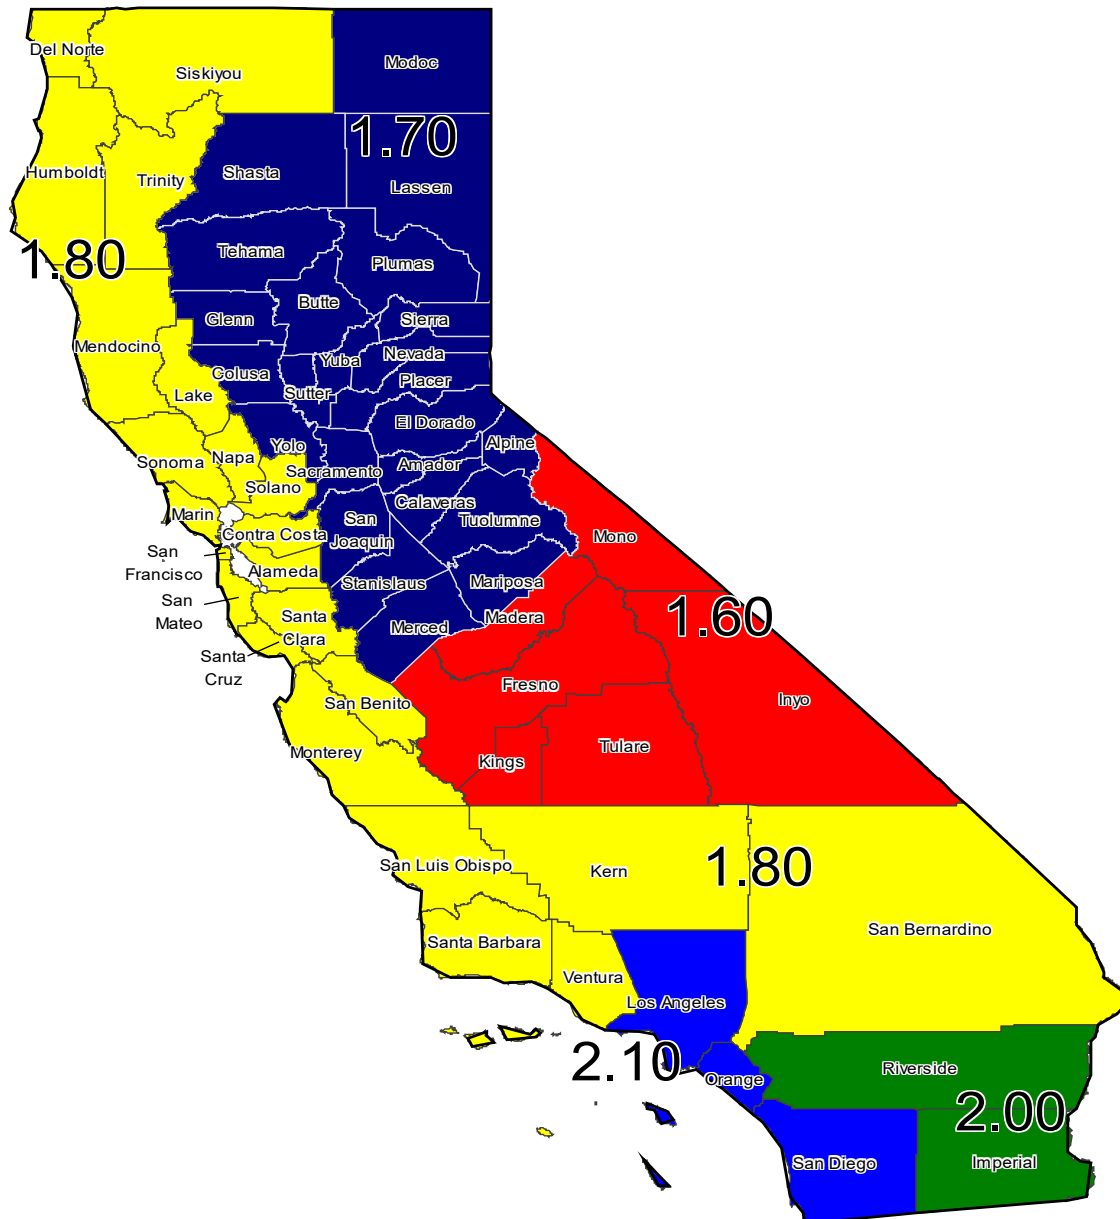 Del Norte
Siskiyou
Modoc
1.70
Humboldt
Trinity
Shasta
Lassen
1.80
Tehama
Plumas
Butte
Glenn
Sierra
Mendocino
Yuba
Nevada
Colusa
Placer
Lake
Sutter
El Dorado
Yolo
Alpine
Sonoma
Napa
Sacramento
Amador
Solano
Calaveras
Marin
San
Joaquin
Tuolumne
Contra Costa
Mono
San
Francisco
Alameda
Stanislaus
Mariposa
San
Mateo
Santa
Clara
Merced
Madera
1.60
Santa
Cruz
Fresno
Inyo
San Benito
Monterey
Kings
Tulare
San Luis Obispo
Kern
1.80
San Bernardino
Santa Barbara
Ventura
Los Angeles
2.10
Orange
Riverside
2.00
San Diego
Imperial